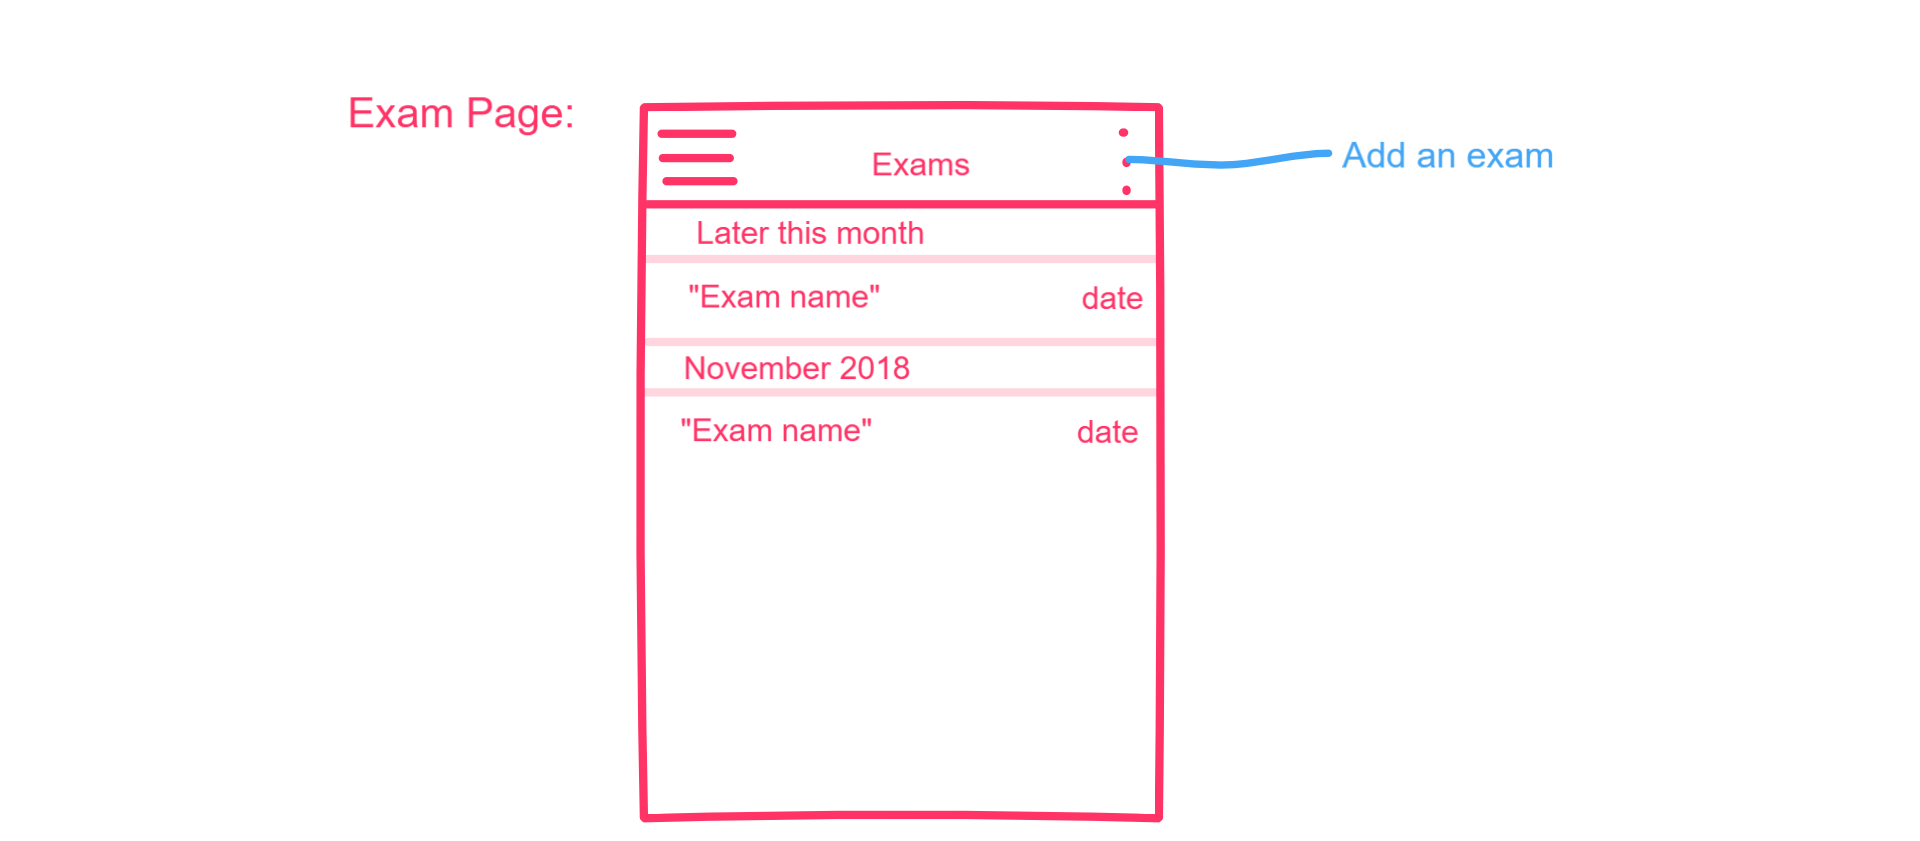 Exam Page:
Exams
Add an exam
Later this month
"Exam name" date
November 2018
"Exam name" date